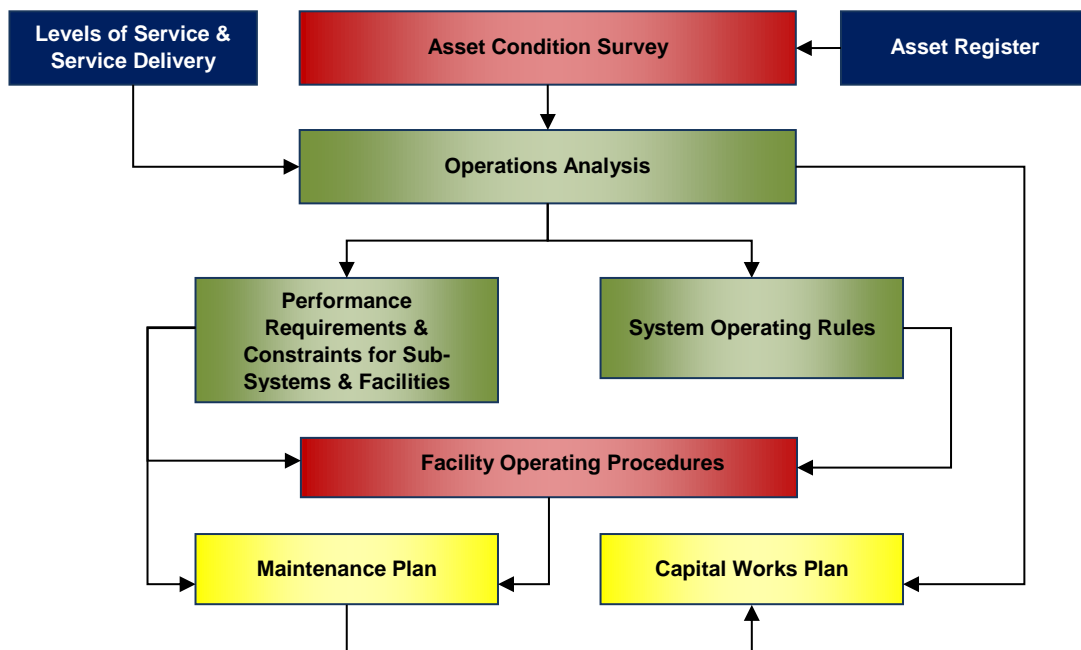 Levels of Service &
Service Delivery
Asset Condition Survey
Asset Register
Operations Analysis
Performance
Requirements &
Constraints for Sub-
Systems & Facilities
System Operating Rules
Facility Operating Procedures
Maintenance Plan
Capital Works Plan